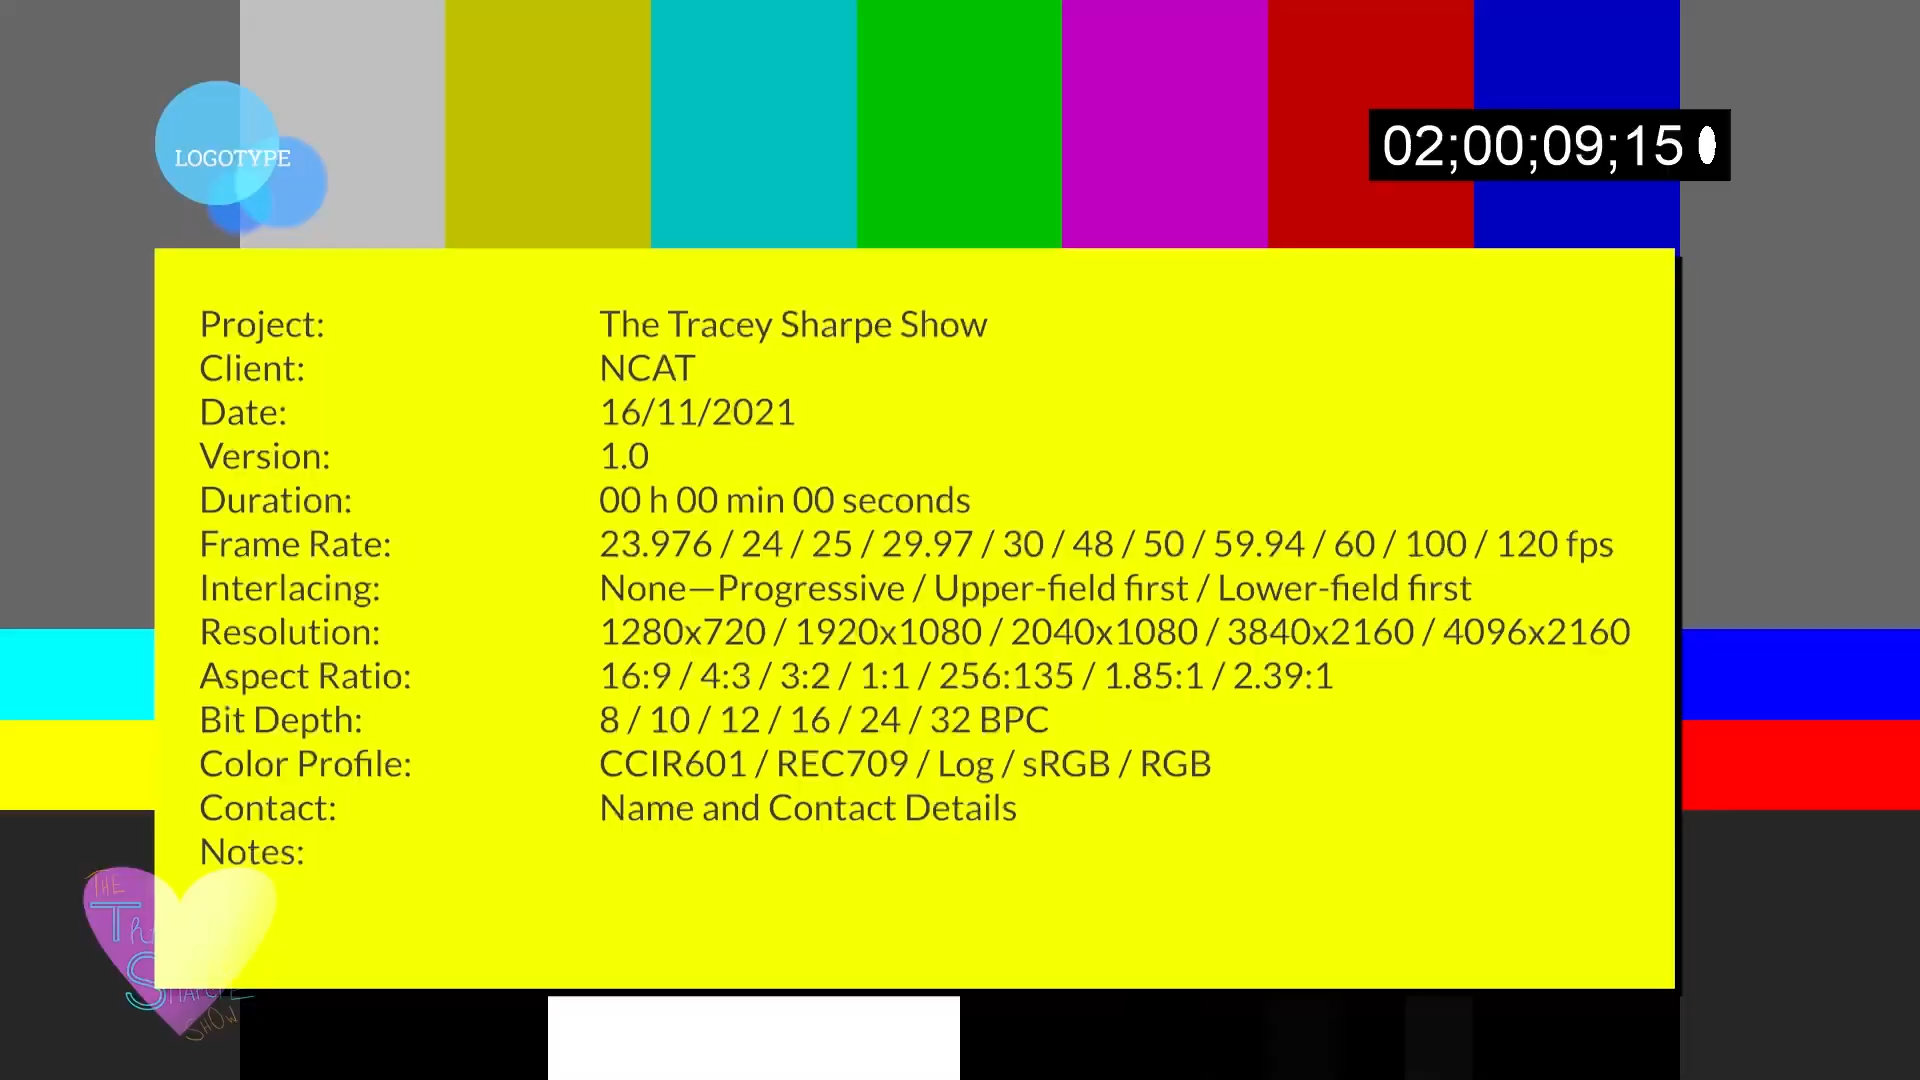 LOGOTYPE
02;00;09;15
Project: The Tracey Sharpe Show
Client: NCAT
Date: 16/11/2021
Version: 1.0
Duration: 00 h 00 min 00 seconds
Frame Rate: 23.976 / 24 / 25 / 29.97 / 30 / 48 / 50 / 59.94 / 60 / 100 / 120 fps
Interlacing: None—Progressive / Upper-field first / Lower-field first
Resolution: 1280x720 / 1920x1080 / 2040x1080 / 3840x2160 / 4096x2160
Aspect Ratio: 16:9 / 4:3 / 3:2 / 1:1 / 256:135 / 1.85:1 / 2.39:1
Bit Depth: 8 / 10 / 12 / 16 / 24 / 32 BPC
Color Profile: CCIR601 / REC709 / Log / sRGB / RGB
Contact: Name and Contact Details
Notes:
THE
SHOW